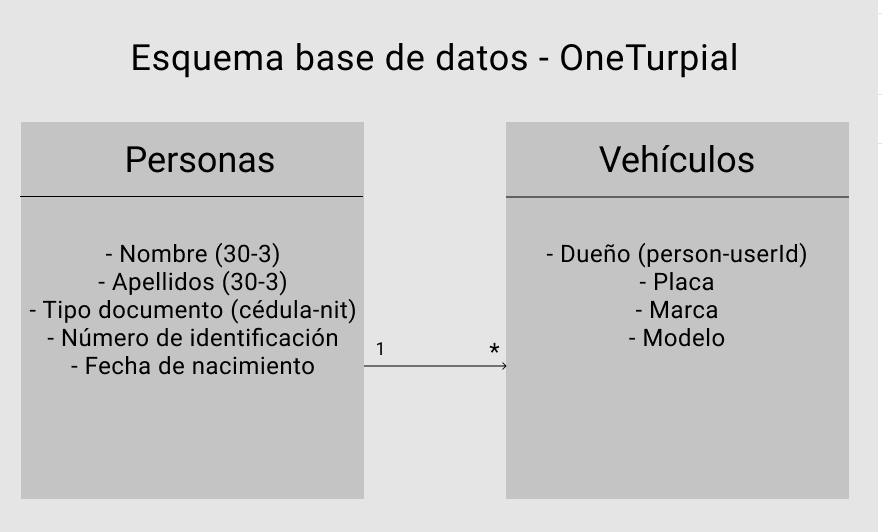 Esquema base de datos - OneTurpial
Personas
- Nombre (30-3)
- Apellidos (30-3)
- Tipo documento (cédula-nit)
- Número de identificación
- Fecha de nacimiento
1
*
Vehículos
- Dueño (person-userId)
- Placa
- Marca
- Modelo